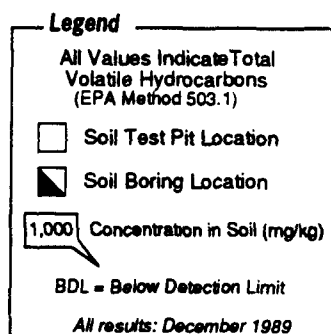 Legend
All Values Indicate Total
Volatile Hydrocarbons
(EPA Method 503.1)
Soil Test Pit Location
Soil Boring Location
1,000 Concentration in Soil (mg/kg)
BDL = Below Detection Limit
All results: December 1989